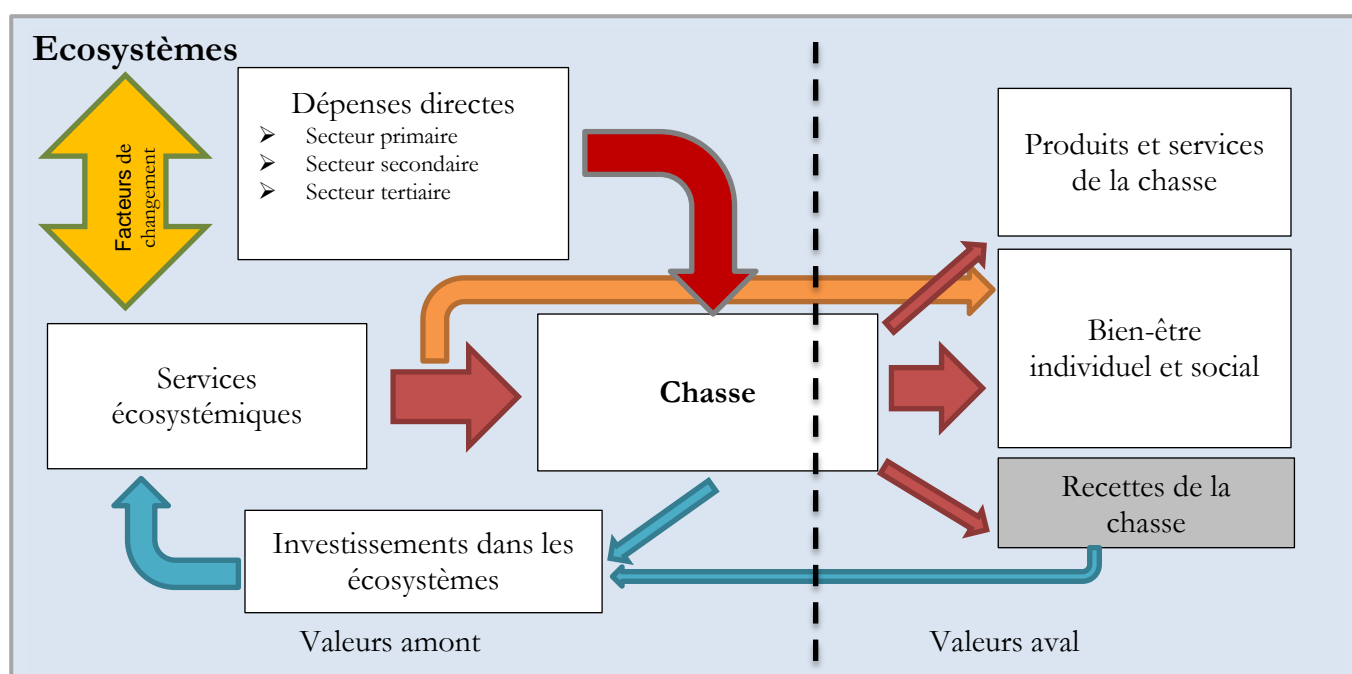 Ecosystèmes
Facteurs de
changement
Dépenses directes
➢ Secteur primaire
➢ Secteur secondaire
➢ Secteur tertiaire
Produits et services
de la chasse
Services
écosystémiques
Chasse
Bien-être
individuel et social
Recettes de la
chasse
Investissements dans les
écosystèmes
Valeurs amont
Valeurs aval